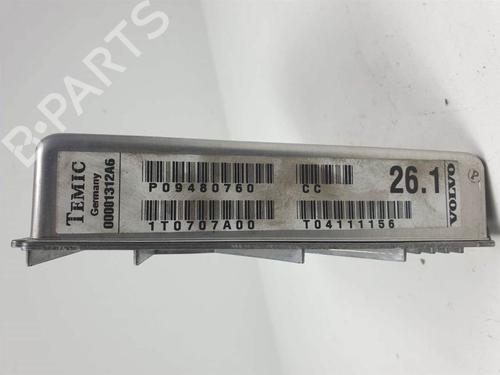 B-PARTS
TEMIC
Germany
00001312A6
P09480760
CC
26.1
VOLVO
P
1T0707A00
T04111156